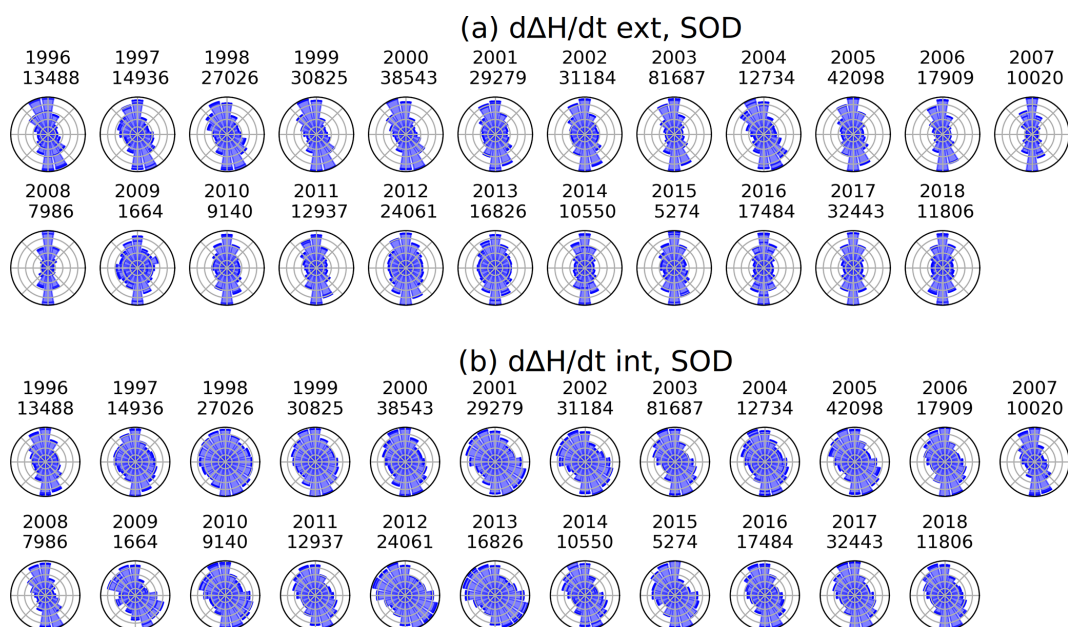 (a) dΔH/dt ext, SOD
1996 1997 1998 1999 2000 2001 2002 2003 2004 2005 2006 2007
13488 14936 27026 30825 38543 29279 31184 81687 12734 42098 17909 10020
2008 2009 2010 2011 2012 2013 2014 2015 2016 2017 2018
7986 1664 9140 12937 24061 16826 10550 5274 17484 32443 11806
(b) dΔH/dt int, SOD
1996 1997 1998 1999 2000 2001 2002 2003 2004 2005 2006 2007
13488 14936 27026 30825 38543 29279 31184 81687 12734 42098 17909 10020
2008 2009 2010 2011 2012 2013 2014 2015 2016 2017 2018
7986 1664 9140 12937 24061 16826 10550 5274 17484 32443 11806